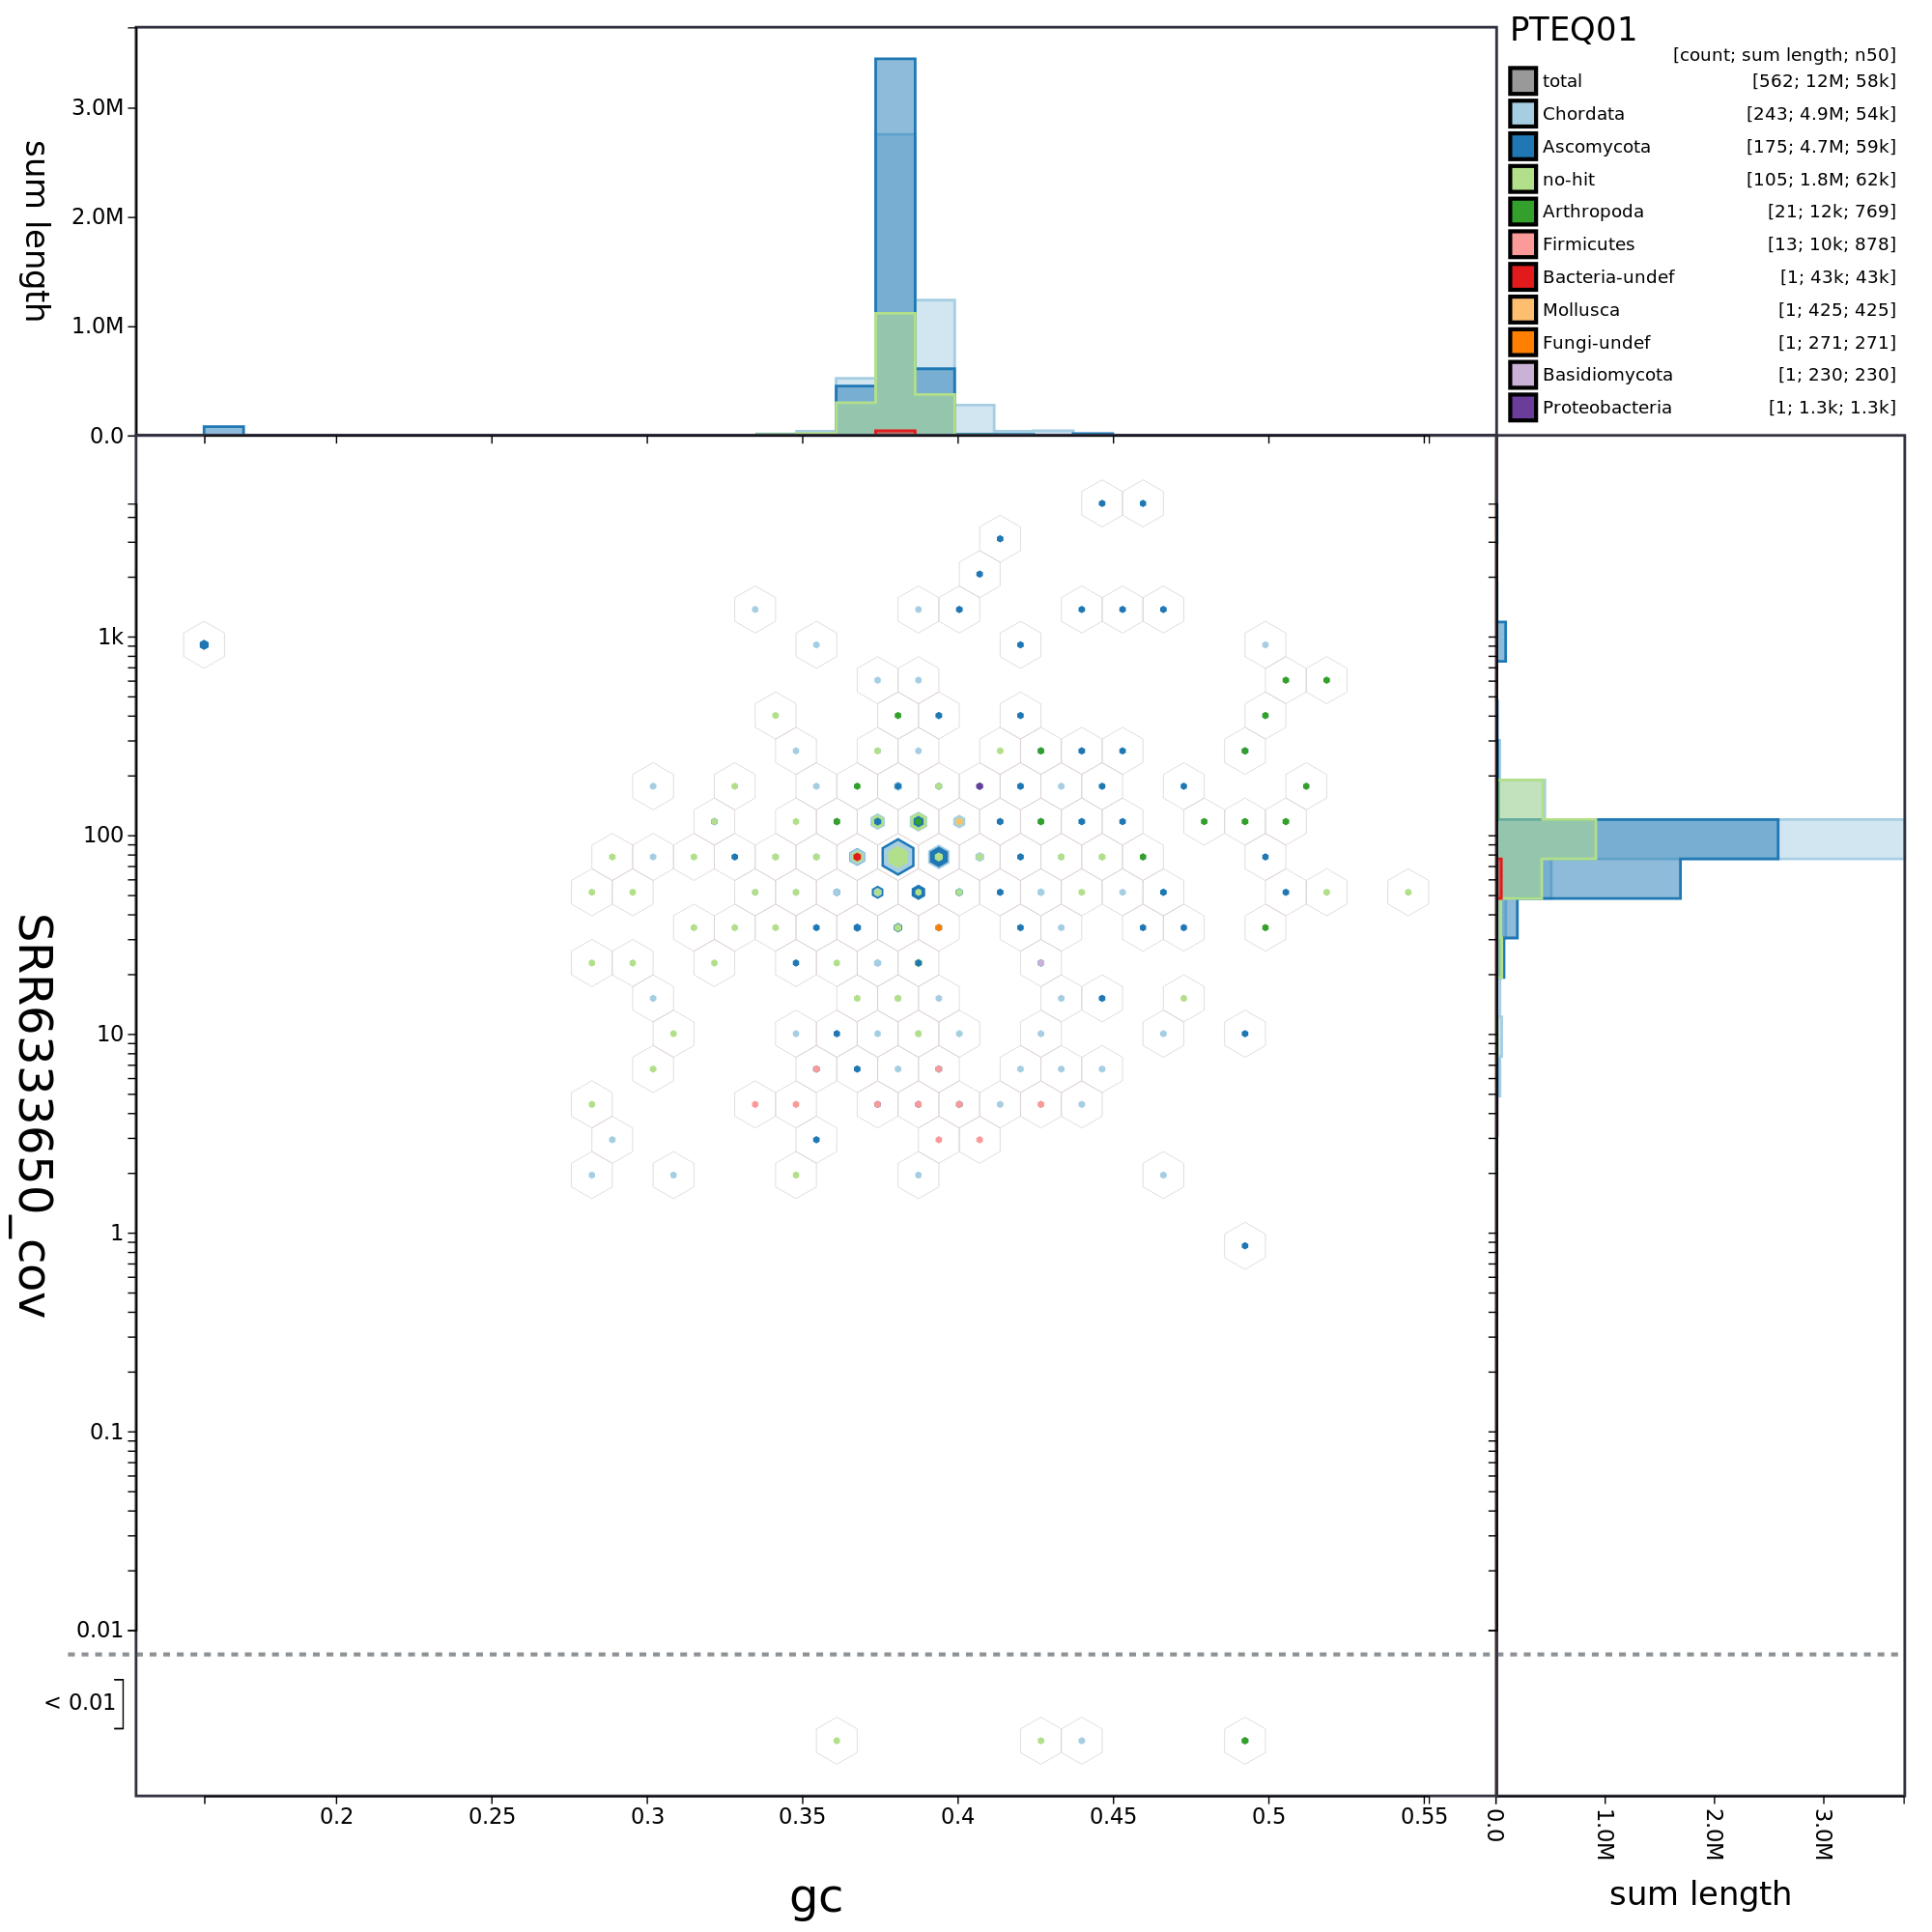 PTEQ01
[count; sum length; n50]
total [562; 12M; 58k]
Chordata [243; 4.9M; 54k]
Ascomycota [175; 4.7M; 59k]
no-hit [105; 1.8M; 62k]
Arthropoda [21; 12k; 769]
Firmicutes [13; 10k; 878]
Bacteria-undef [1; 43k; 43k]
Mollusca [1; 425; 425]
Fungi-undef [1; 271; 271]
Basidiomycota [1; 230; 230]
Proteobacteria [1; 1.3k; 1.3k]
sum length
3.0M
2.0M
1.0M
0.0
SRR6333650_cov
1k
100
10
1
0.1
0.01
< 0.01
0.2 0.25 0.3 0.35 0.4 0.45 0.5 0.55
gc
0.0 1.0M 2.0M 3.0M
sum length